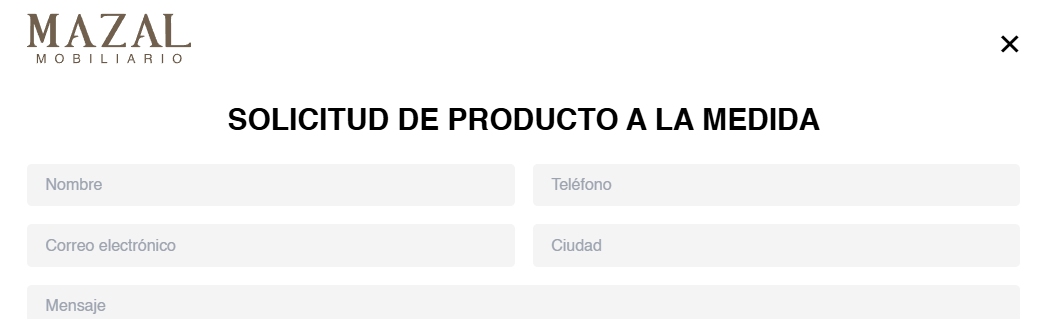 MAZAL
MOBILIARIO
SOLICITUD DE PRODUCTO A LA MEDIDA
Nombre
Teléfono
Correo electrónico
Ciudad
Mensaje